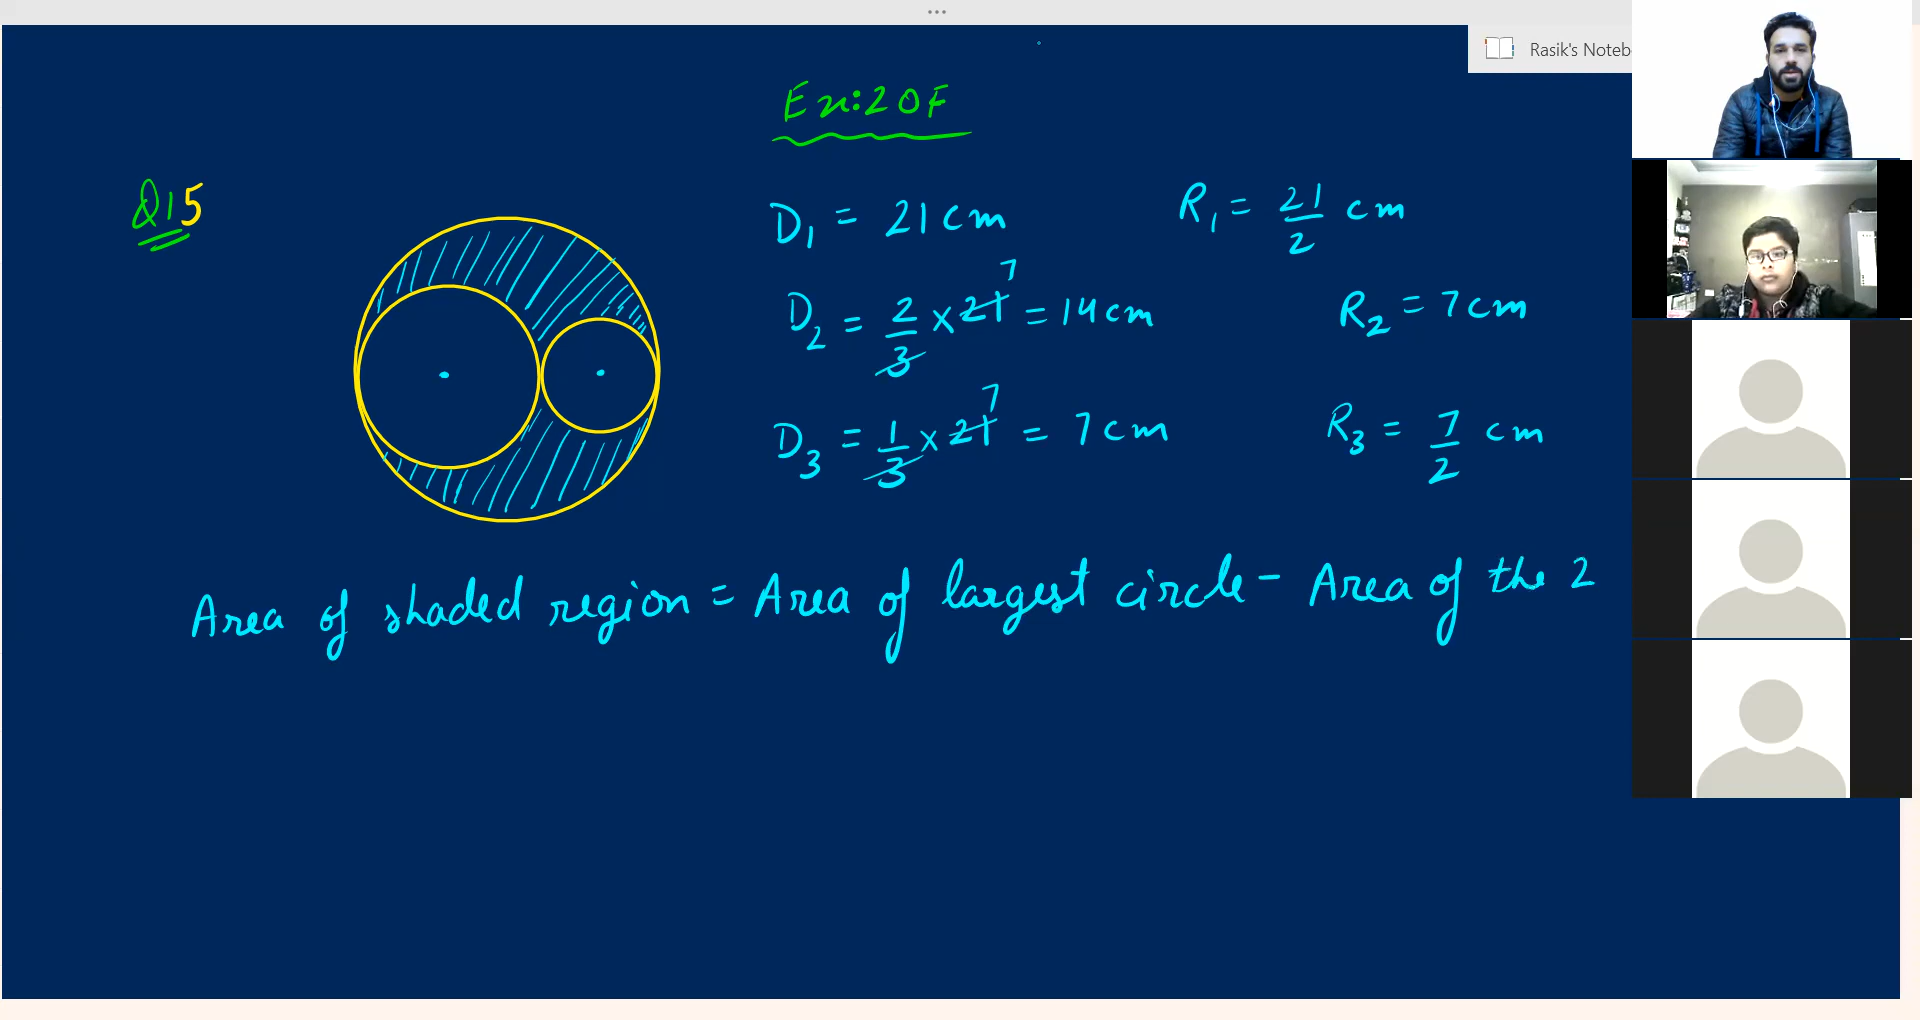 Rasik's Noteb
Ex:20F
Q15
D₁ = 21 cm
R₁ = 21/2 cm
D₂ = 2/3 × 21 7 = 14 cm
R₂ = 7 cm
D₃ = 1/3 × 21 7 = 7 cm
R₃ = 7/2 cm
Area of shaded region = Area of largest circle - Area of the 2